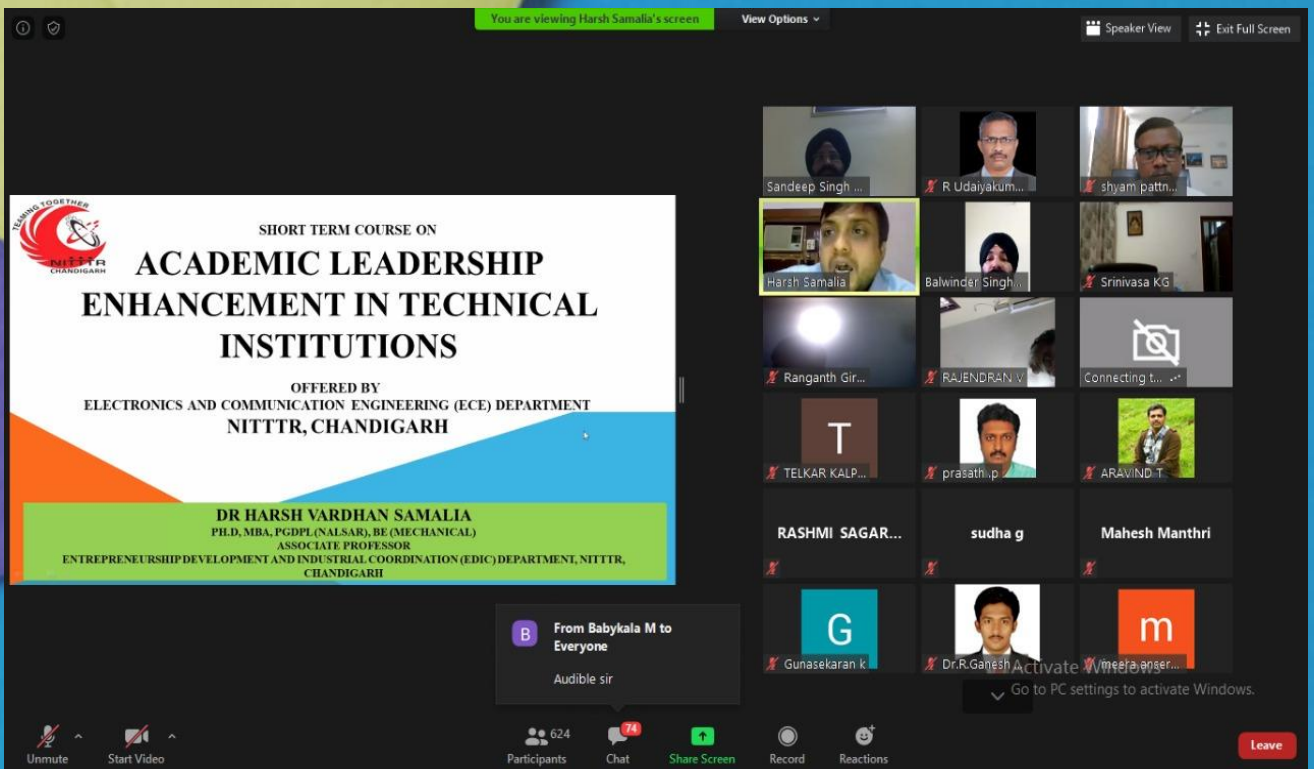 You are viewing Harsh Samalia's screen
View Options
Speaker View
Exit Full Screen
TEAMING TOGETHER
NITTTR
CHANDIGARH
SHORT TERM COURSE ON
ACADEMIC LEADERSHIP
ENHANCEMENT IN TECHNICAL
INSTITUTIONS
OFFERED BY
ELECTRONICS AND COMMUNICATION ENGINEERING (ECE) DEPARTMENT
NITTTR, CHANDIGARH
DR HARSH VARDHAN SAMALIA
PH.D, MBA, PGDPL (NALSAR), BE (MECHANICAL)
ASSOCIATE PROFESSOR
ENTREPRENEURSHIP DEVELOPMENT AND INDUSTRIAL COORDINATION (EDIC) DEPARTMENT, NITTTR,
CHANDIGARH
Sandeep Singh ...
R Udaiyakum...
shyam pattn...
Harsh Samalia
Balwinder Singh...
Srinivasa KG
Ranganth Gir...
RAJENDRAN V
Connecting t...
T
TELKAR KALP...
prasath .p
ARAVIND T
RASHMI SAGAR...
sudha g
Mahesh Manthri
G
Gunasekaran k
Dr.R.Ganesh
m
meera anser...
Activate Windows
Go to PC settings to activate Windows.
B
From Babykala M to
Everyone
Audible sir
Unmute
Start Video
624
Participants
74
Chat
Share Screen
Record
Reactions
Leave